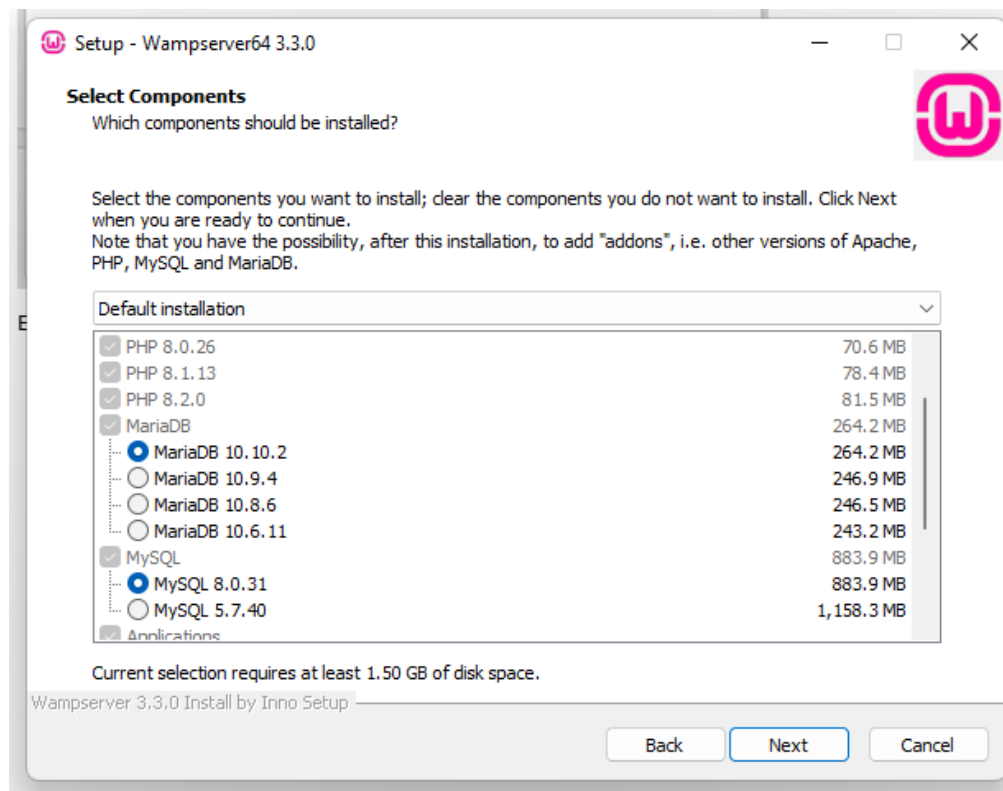 Setup - Wampserver64 3.3.0
Select Components
Which components should be installed?
Select the components you want to install; clear the components you do not want to install. Click Next
when you are ready to continue.
Note that you have the possibility, after this installation, to add "addons", i.e. other versions of Apache,
PHP, MySQL and MariaDB.
Default installation
PHP 8.0.26 70.6 MB
PHP 8.1.13 78.4 MB
PHP 8.2.0 81.5 MB
MariaDB 264.2 MB
MariaDB 10.10.2 264.2 MB
MariaDB 10.9.4 246.9 MB
MariaDB 10.8.6 246.5 MB
MariaDB 10.6.11 243.2 MB
MySQL 883.9 MB
MySQL 8.0.31 883.9 MB
MySQL 5.7.40 1,158.3 MB
Applications
Current selection requires at least 1.50 GB of disk space.
Wampserver 3.3.0 Install by Inno Setup
Back Next Cancel